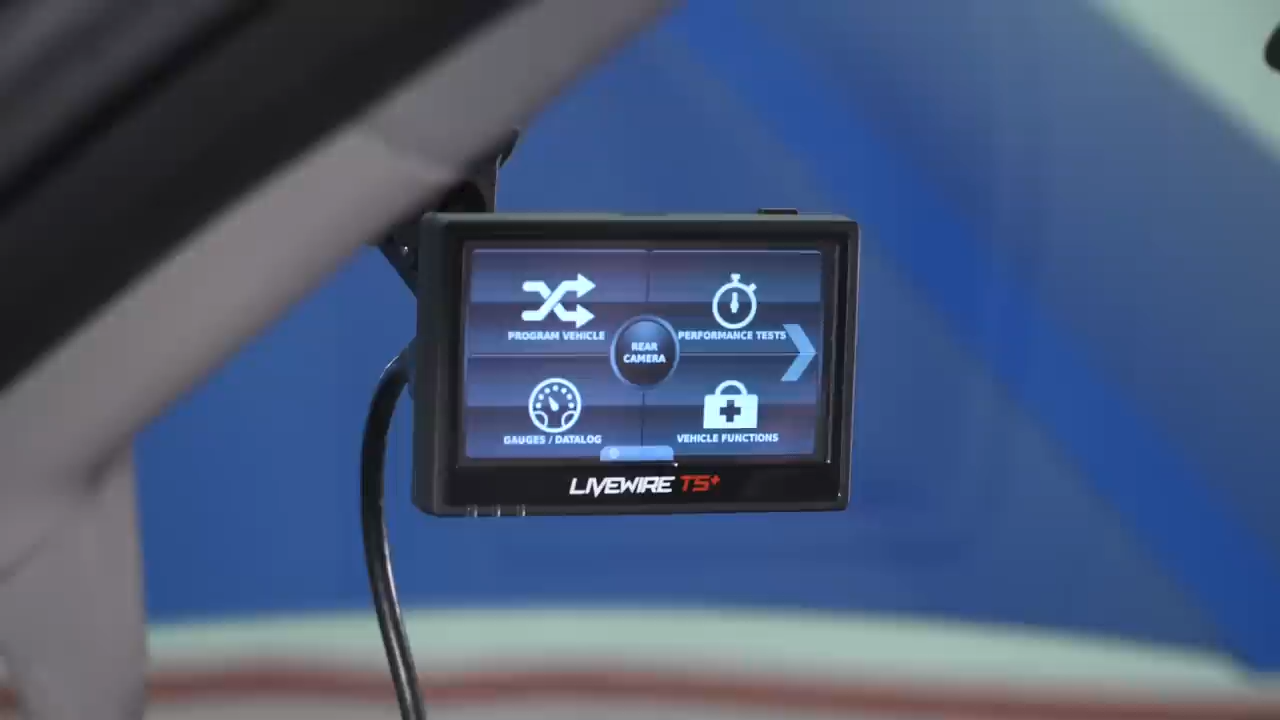 PROGRAM VEHICLE
PERFORMANCE TESTS
REAR
CAMERA
GAUGES / DATALOG
VEHICLE FUNCTIONS
LIVEWIRE TS+